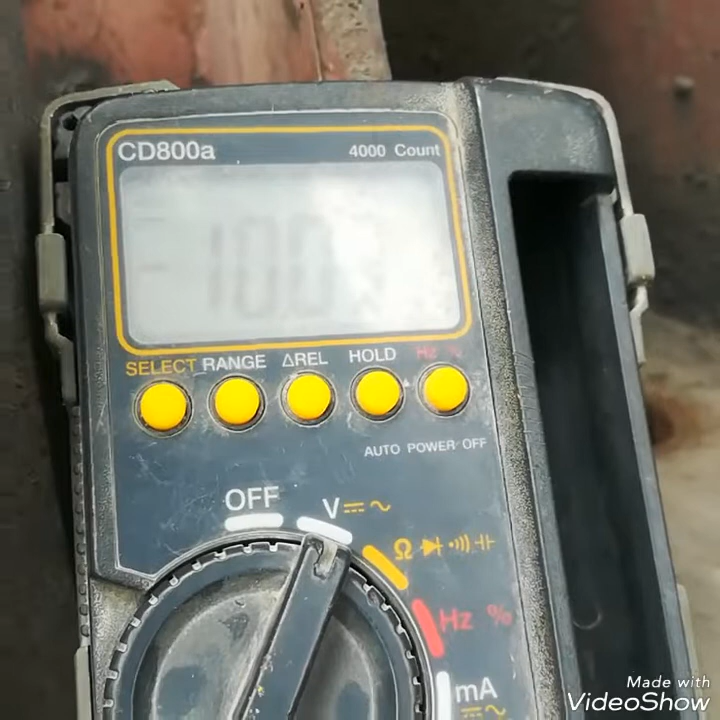 CD800a 4000 Count
SELECT RANGE ΔREL HOLD Hz %
AUTO POWER OFF
OFF
V ⎓ ~
Ω
Hz %
mA
Made with
VideoShow